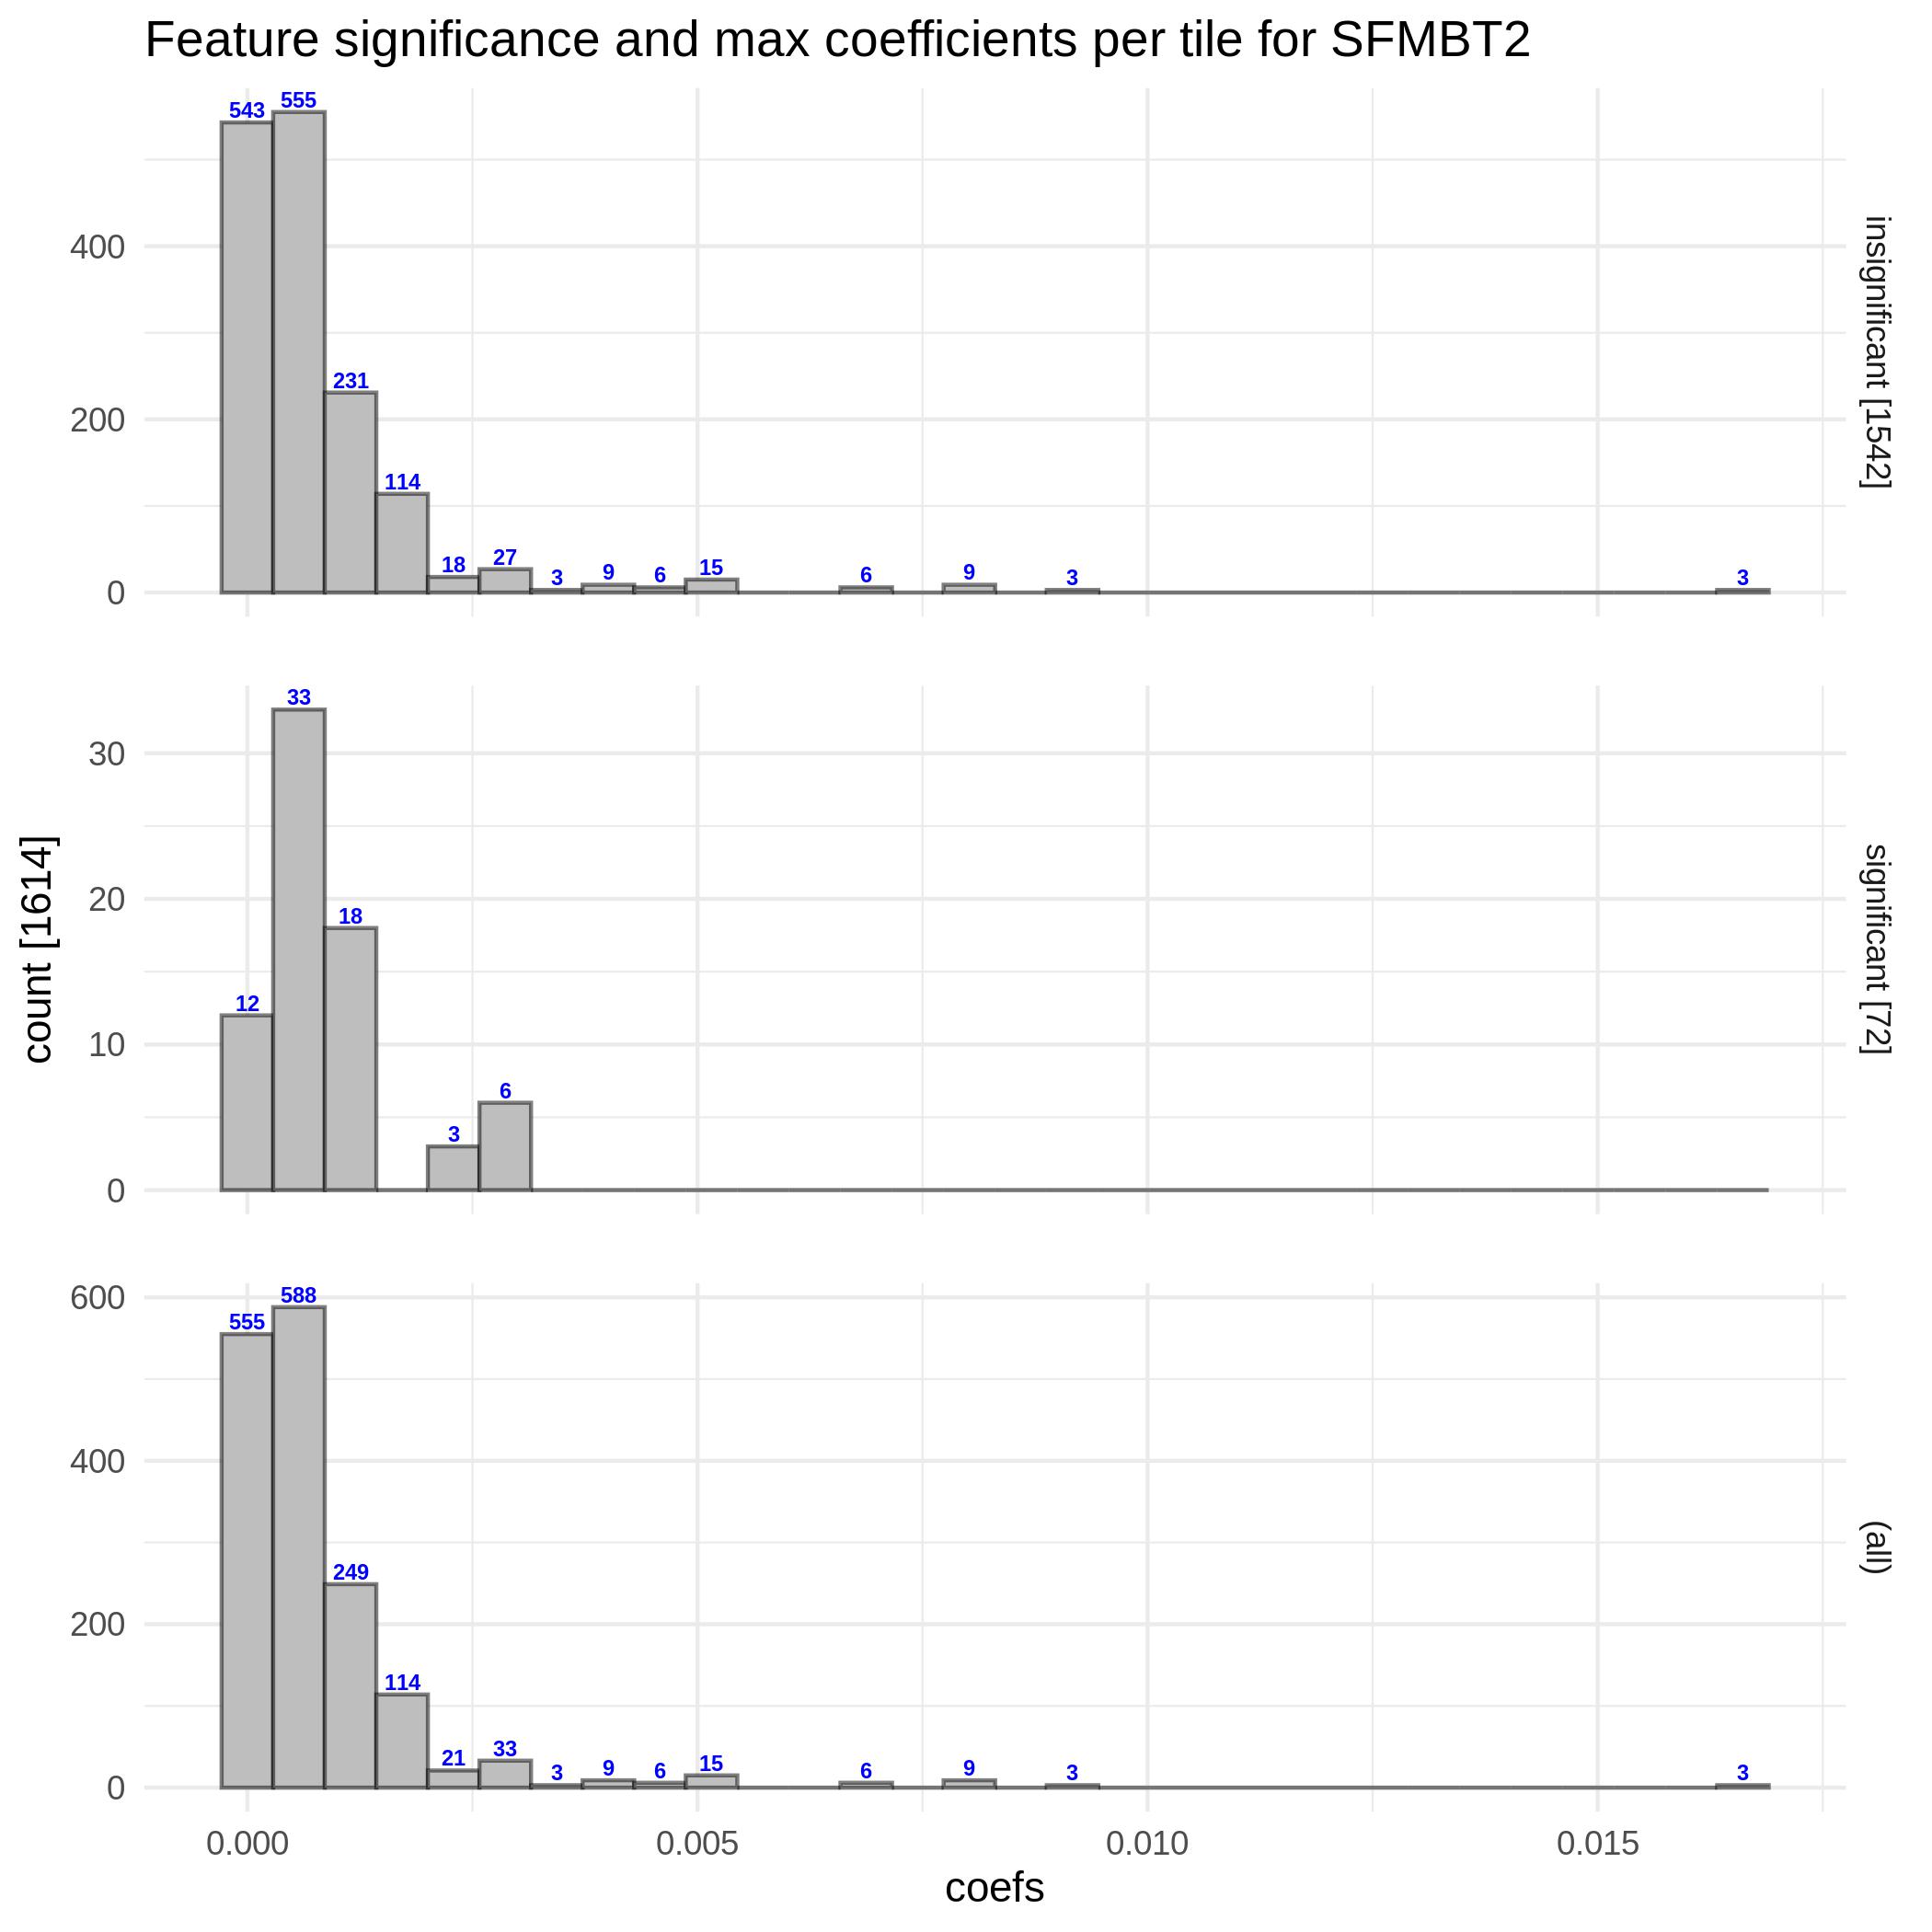 Feature significance and max coefficients per tile for SFMBT2
543 555 231 114 18 27 3 9 6 15 6 9 3 3
400
200
0
insignificant [1542]
33 12 18 3 6
30
20
10
0
significant [72]
count [1614]
555 588 249 114 21 33 3 9 6 15 6 9 3 3
600
400
200
0
(all)
0.000 0.005 0.010 0.015
coefs